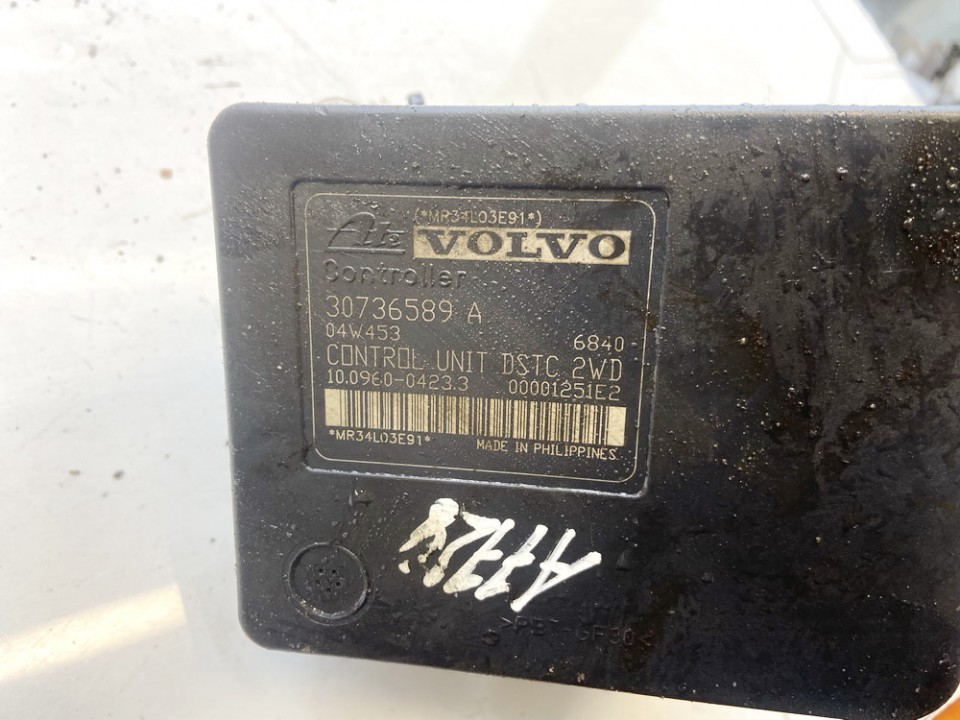 (*MR34L03E91*)
Ate VOLVO
Controller
30736589 A
04W453 6840
CONTROL UNIT DSTC 2WD
10.0960-0423.3 00001251E2
*MR34L03E91*
MADE IN PHILIPPINES